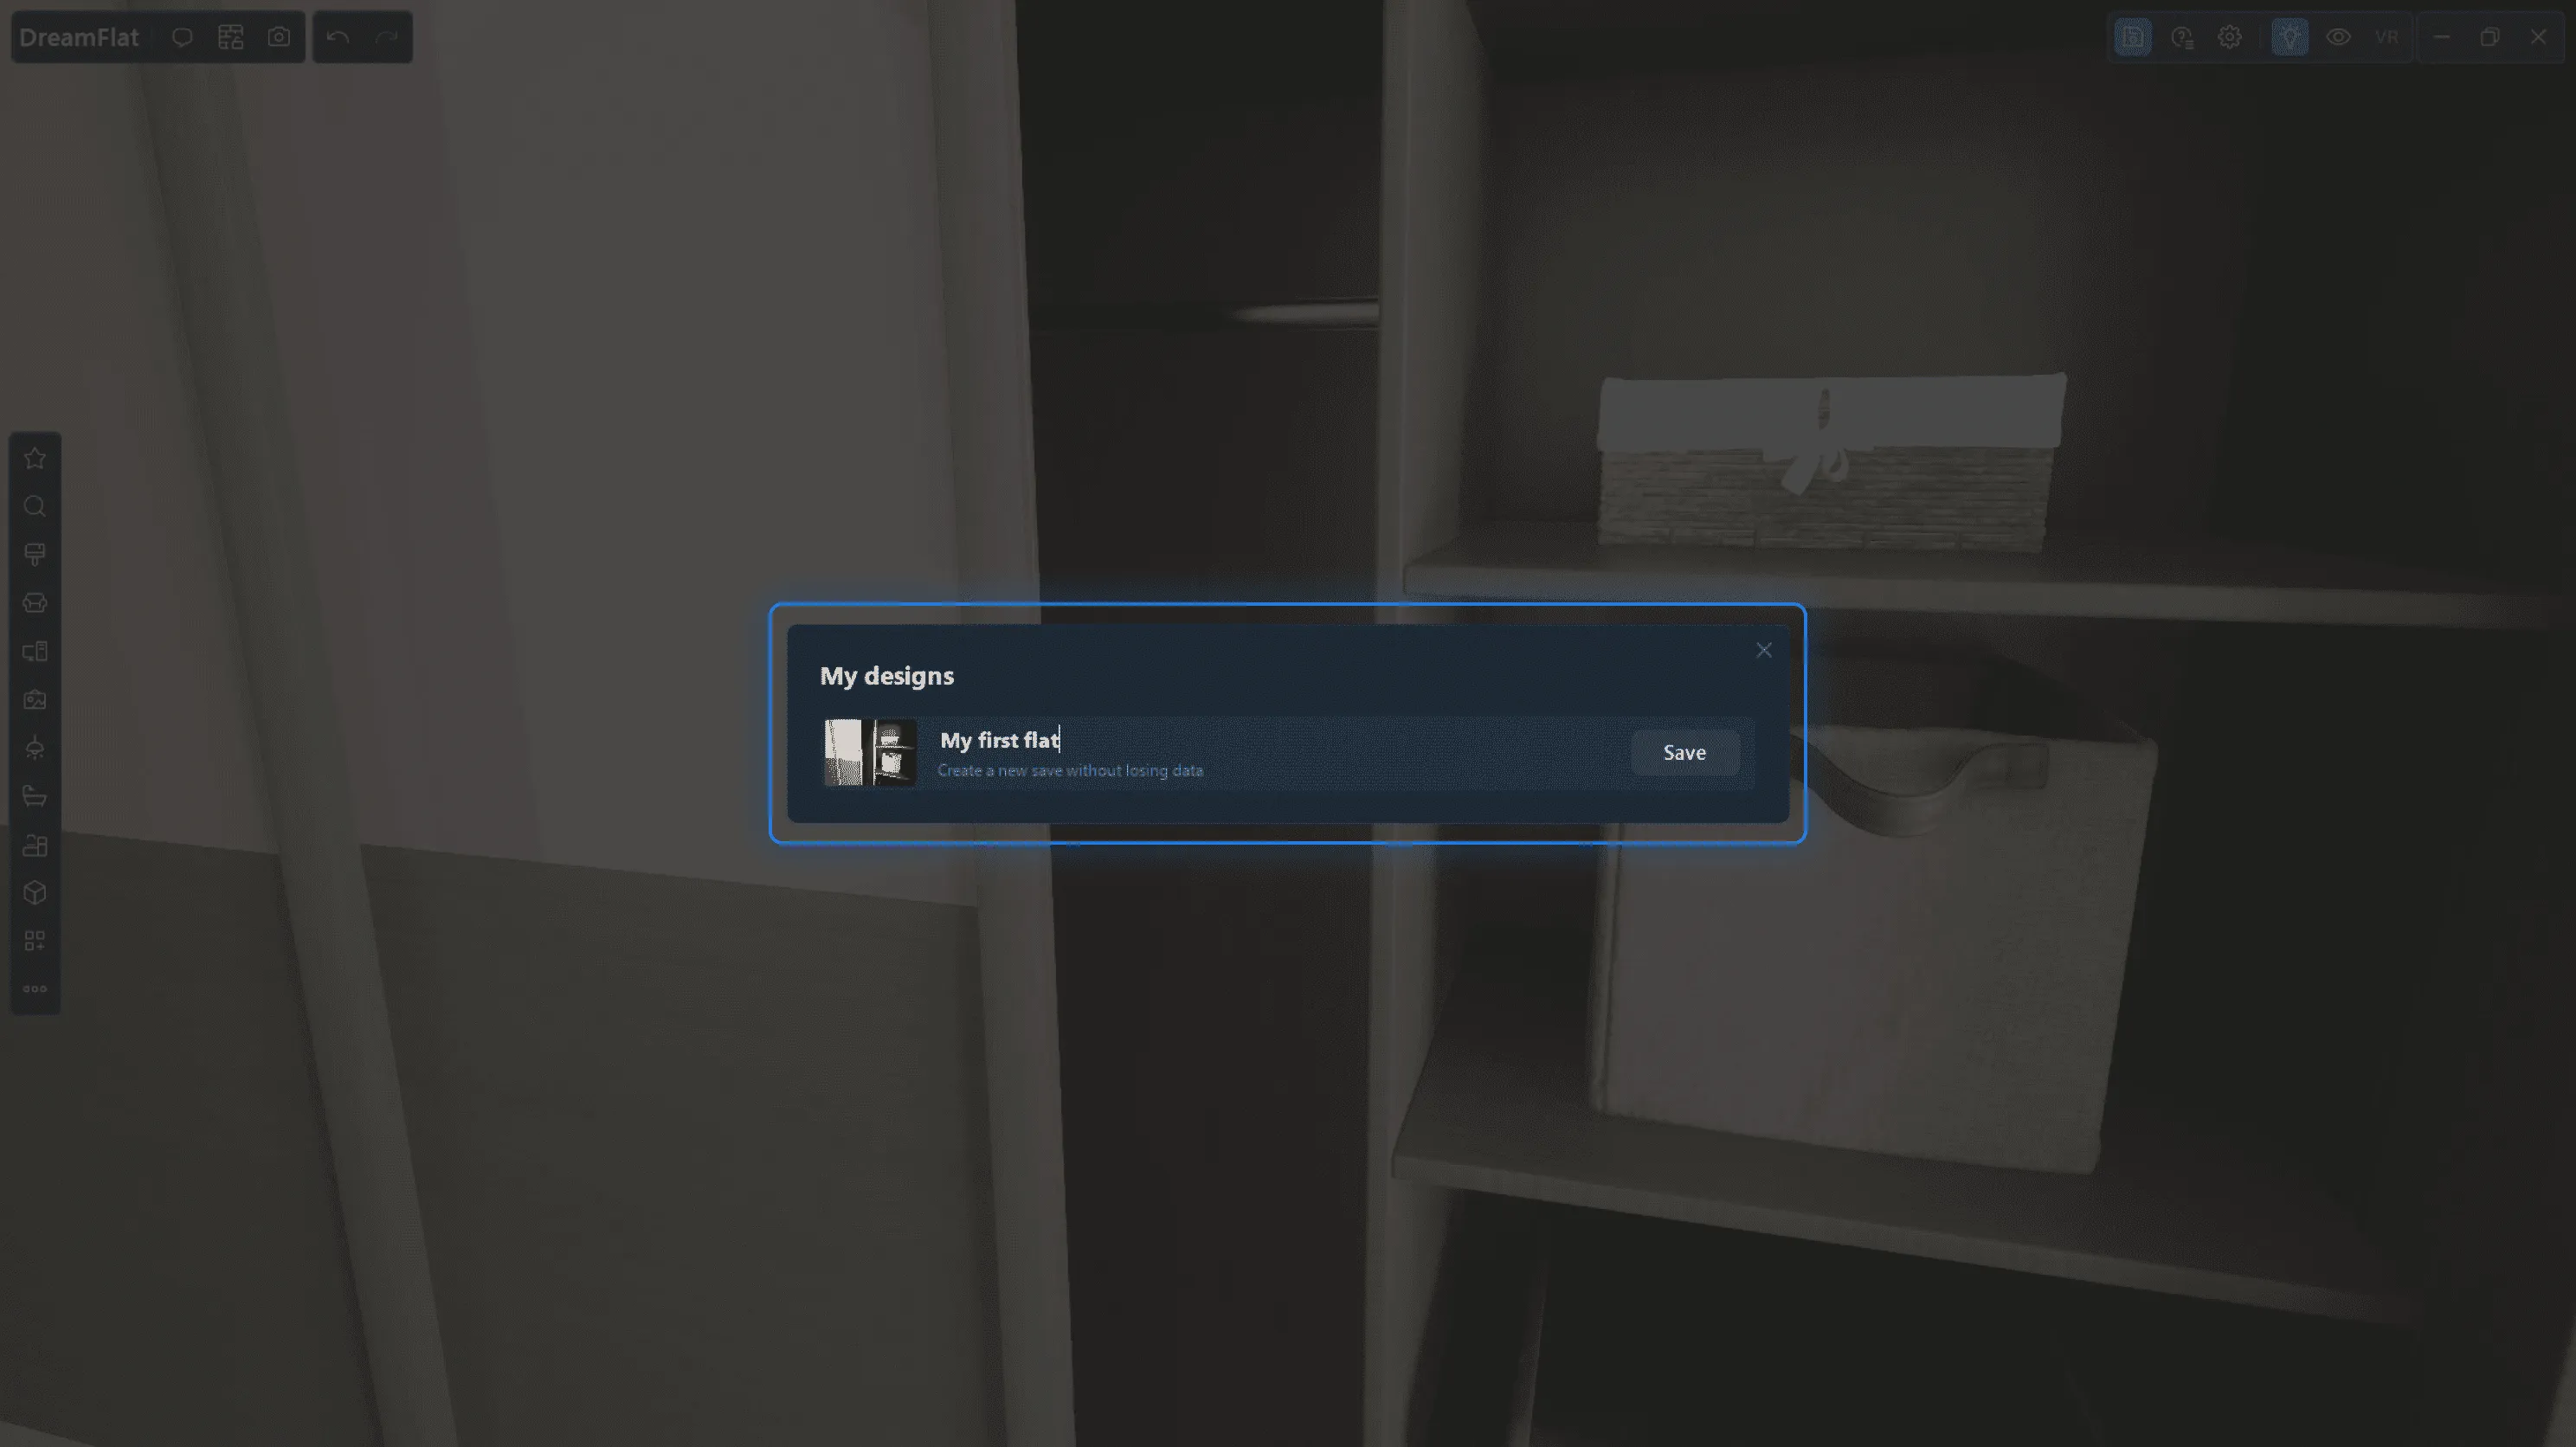 DreamFlat
VR
My designs
My first flat
Create a new save without losing data
Save